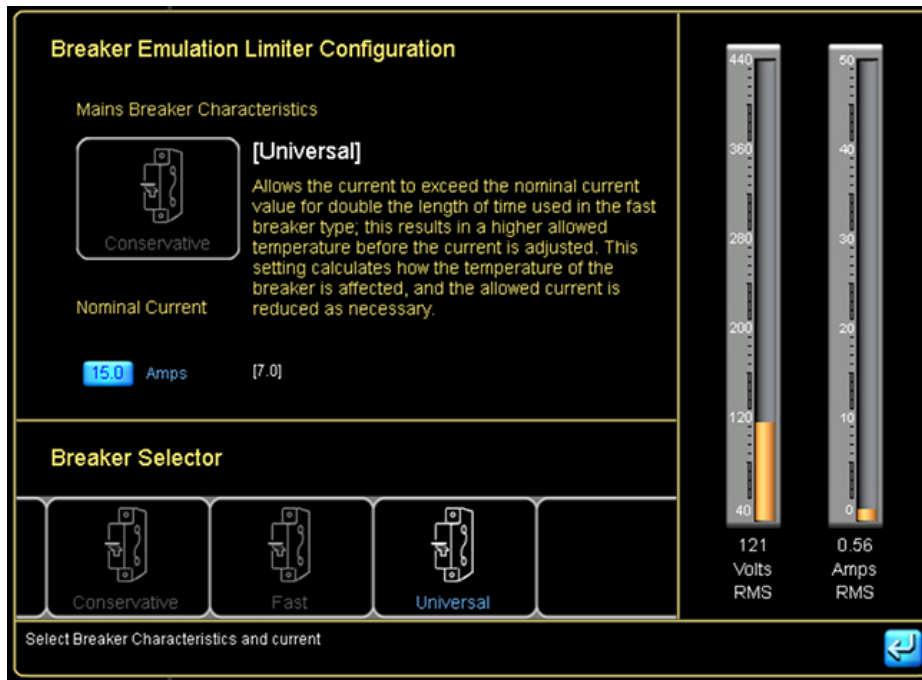 Breaker Emulation Limiter Configuration
Mains Breaker Characteristics
Conservative
[Universal]
Allows the current to exceed the nominal current
value for double the length of time used in the fast
breaker type; this results in a higher allowed
temperature before the current is adjusted. This
setting calculates how the temperature of the
breaker is affected, and the allowed current is
reduced as necessary.
Nominal Current
15.0 Amps [7.0]
Breaker Selector
Conservative Fast Universal
Select Breaker Characteristics and current
440
360
280
200
120
40
121
Volts
RMS
50
40
30
20
10
0
0.56
Amps
RMS